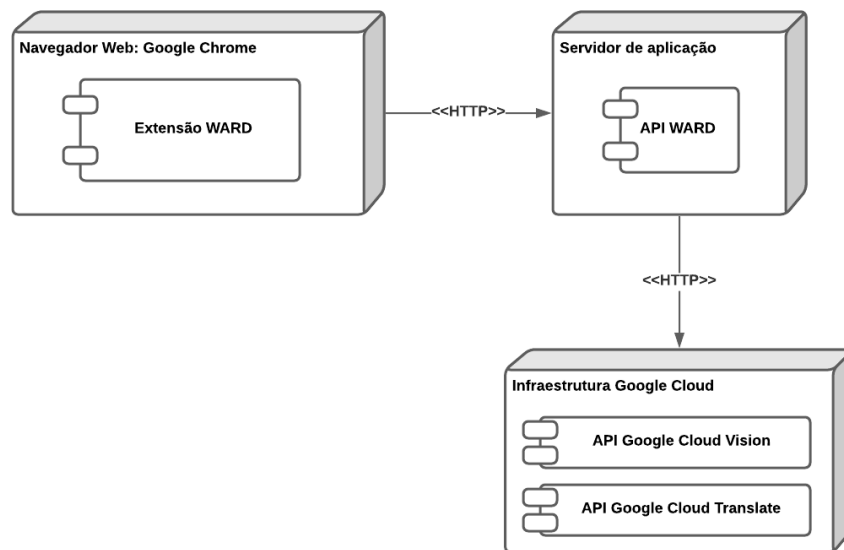 Navegador Web: Google Chrome
Extensão WARD
<<HTTP>>
Servidor de aplicação
API WARD
<<HTTP>>
Infraestrutura Google Cloud
API Google Cloud Vision
API Google Cloud Translate